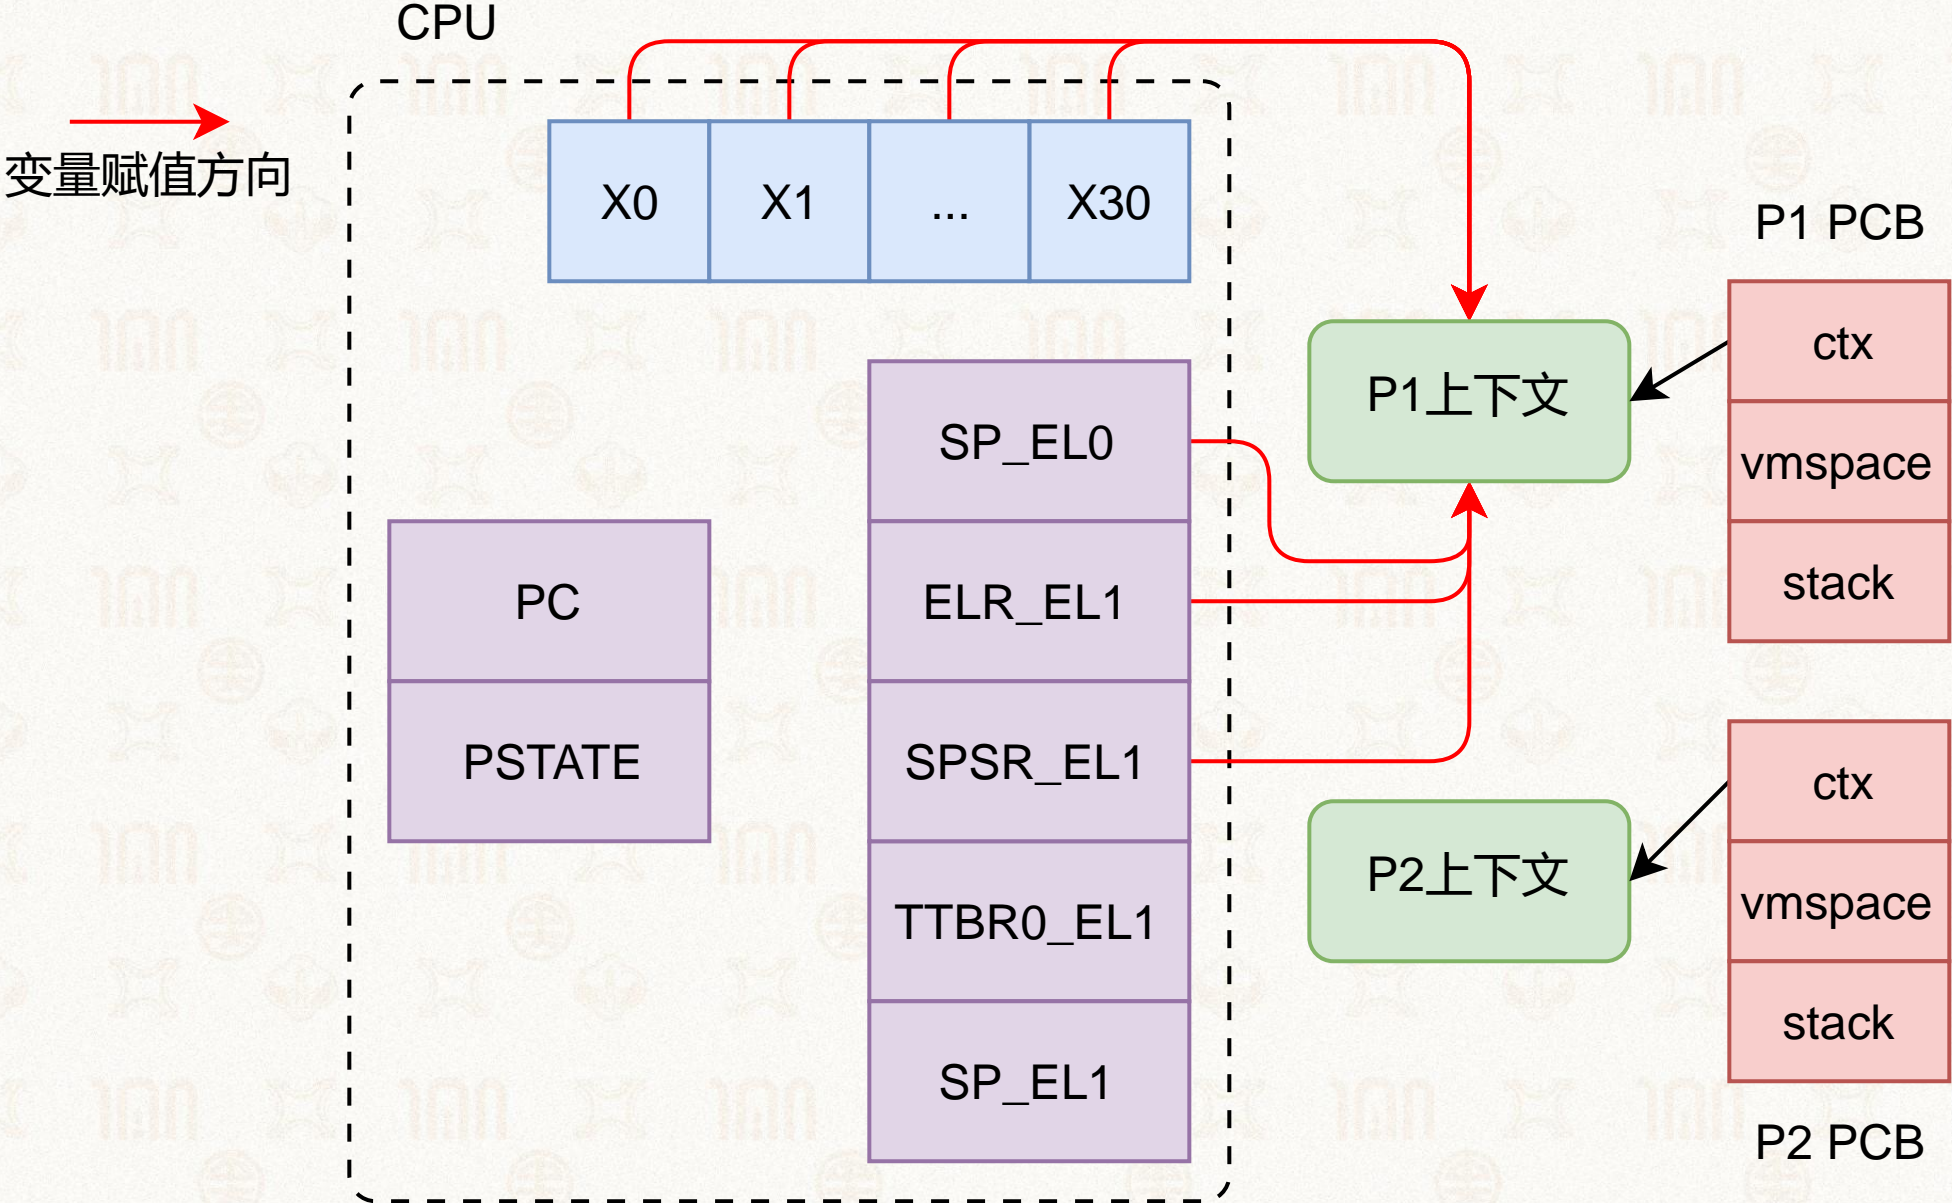 CPU
变量赋值方向
X0
X1
...
X30
P1 PCB
ctx
vmspace
stack
P1上下文
SP_EL0
ELR_EL1
SPSR_EL1
TTBR0_EL1
SP_EL1
PC
PSTATE
P2上下文
ctx
vmspace
stack
P2 PCB